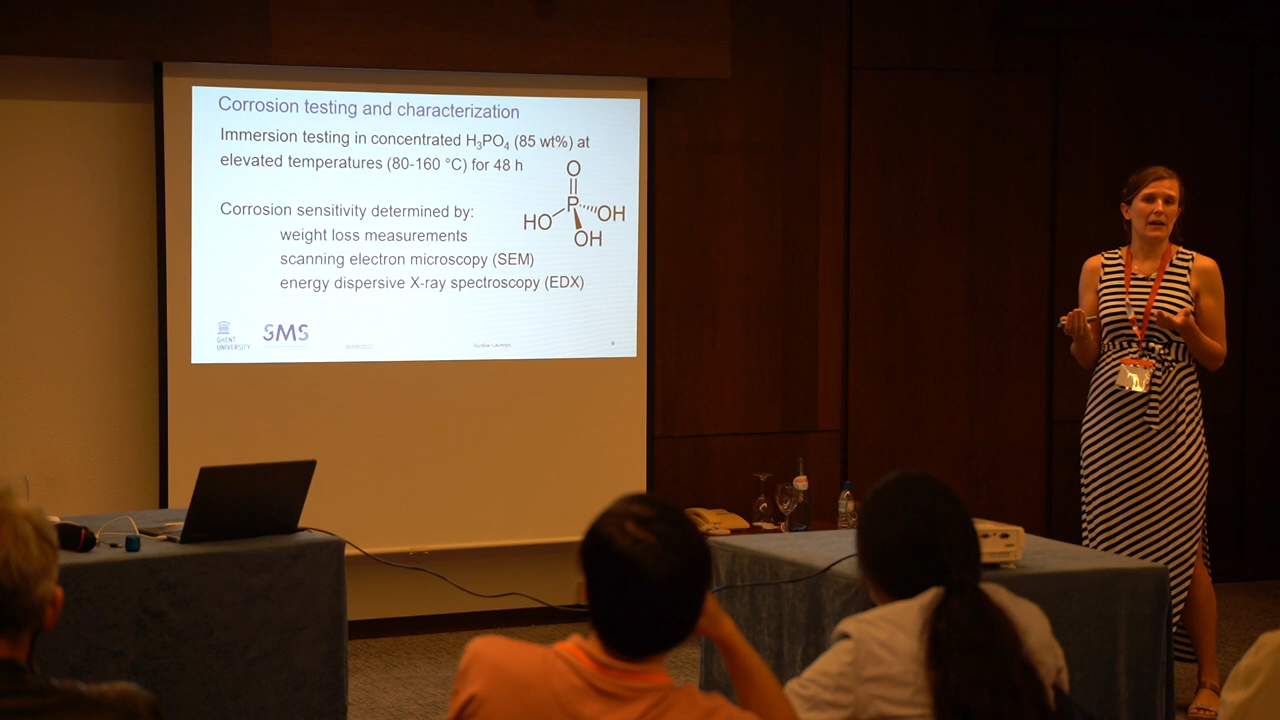 Corrosion testing and characterization
Immersion testing in concentrated H₃PO₄ (85 wt%) at
elevated temperatures (80-160 °C) for 48 h
O
P
HO
OH
OH
Corrosion sensitivity determined by:
weight loss measurements
scanning electron microscopy (SEM)
energy dispersive X-ray spectroscopy (EDX)
GHENT
UNIVERSITY
SMS